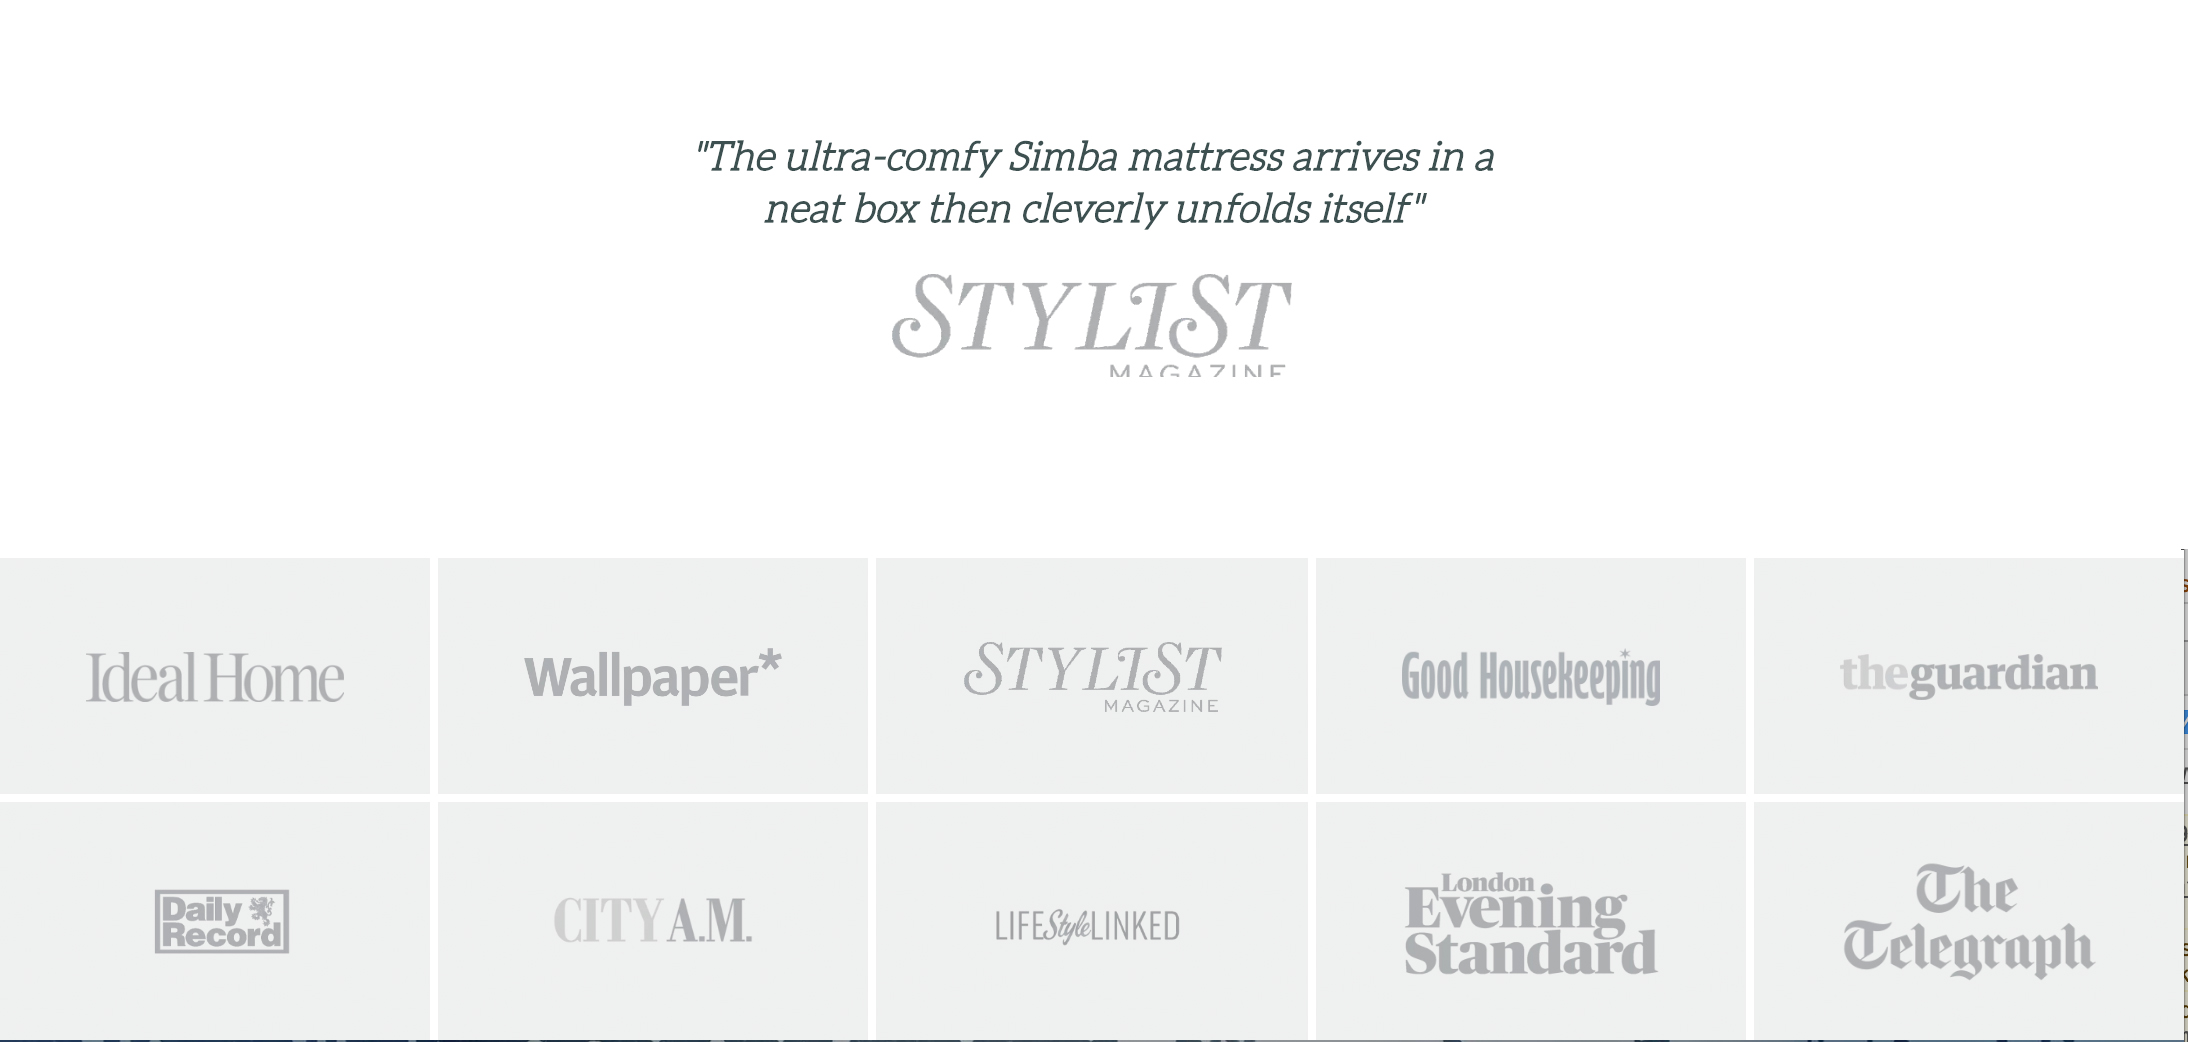 "The ultra-comfy Simba mattress arrives in a
neat box then cleverly unfolds itself"
STYLIST
MAGAZINE
Ideal Home
Wallpaper*
STYLIST
MAGAZINE
Good Housekeeping
theguardian
Daily
Record
CITY A.M.
LIFEStyleLINKED
London
Evening
Standard
The
Telegraph